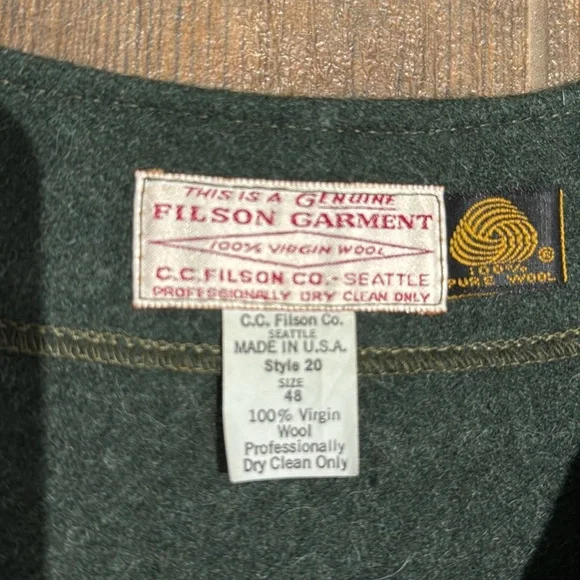 THIS IS A GENUINE
FILSON GARMENT
100% VIRGIN WOOL
C.C. FILSON CO. - SEATTLE
PROFESSIONALLY DRY CLEAN ONLY
®
100%
PURE WOOL
C.C. Filson Co.
SEATTLE
MADE IN U.S.A.
Style 20
SIZE
48
100% Virgin
Wool
Professionally
Dry Clean Only